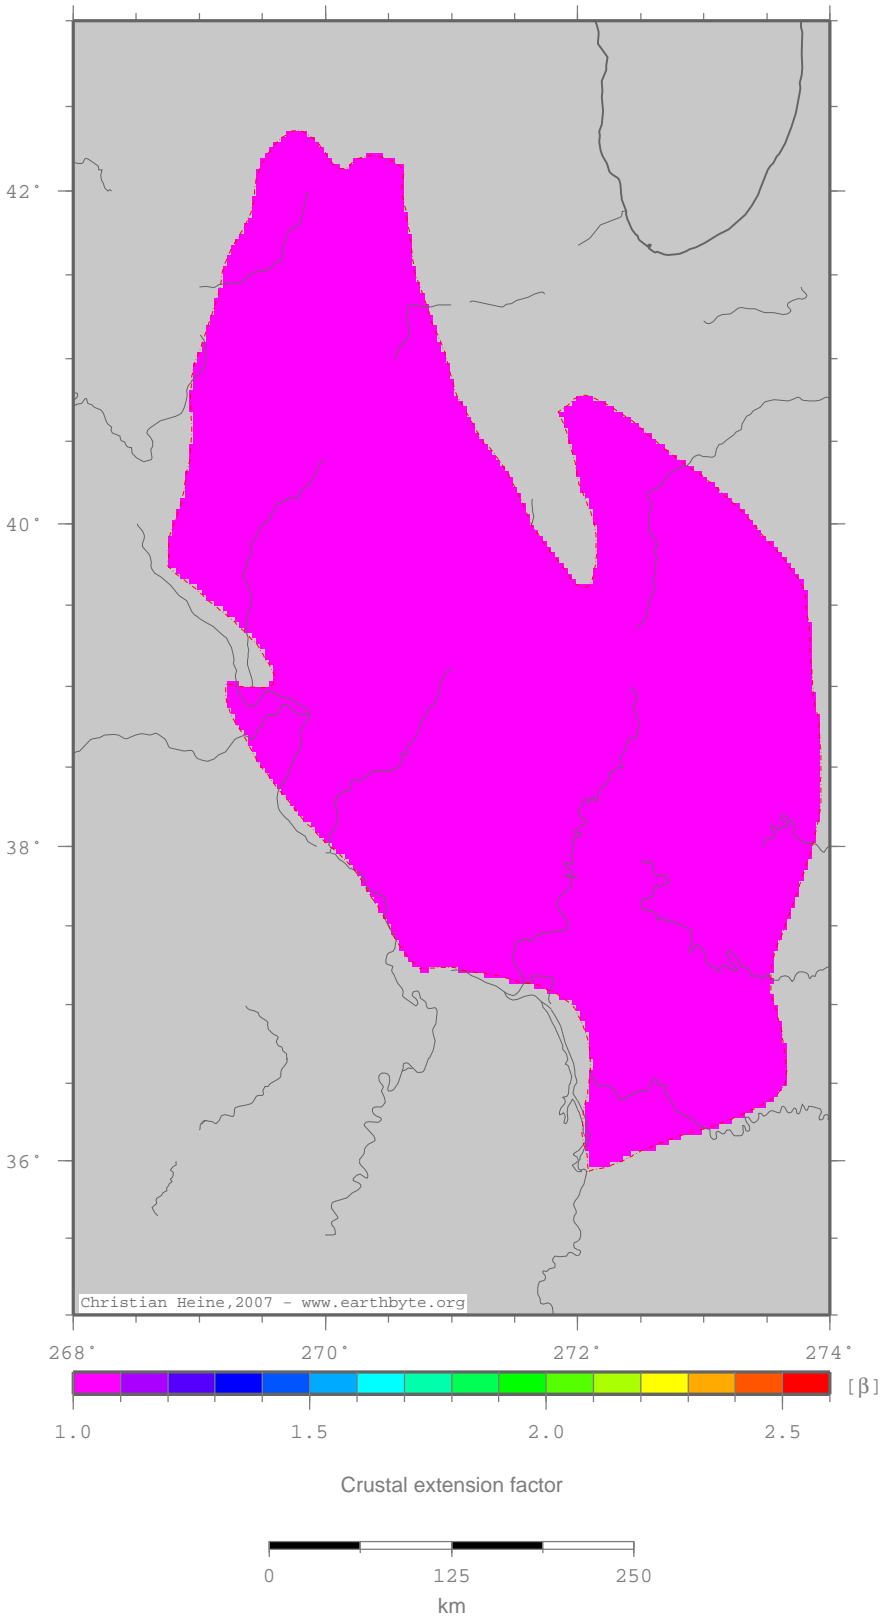 42°
40°
38°
36°
Christian Heine,2007 - www.earthbyte.org
268° 270° 272° 274°
[β]
1.0 1.5 2.0 2.5
Crustal extension factor
0 125 250
km